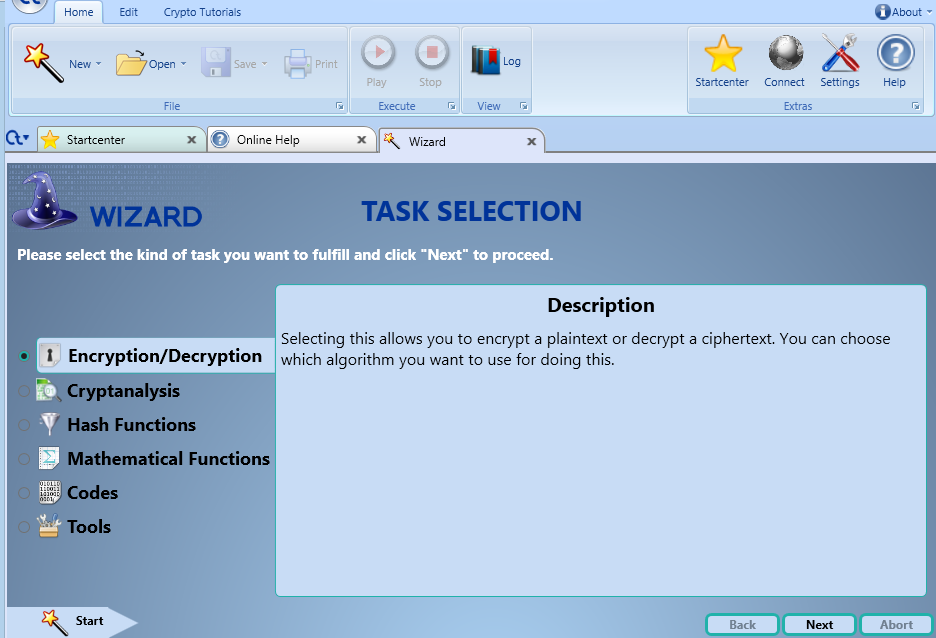 Home Edit Crypto Tutorials About
New Open Save Print Play Stop Log Startcenter Connect Settings Help
File Execute View Extras
Startcenter Online Help Wizard
WIZARD
TASK SELECTION
Please select the kind of task you want to fulfill and click "Next" to proceed.
Encryption/Decryption
Cryptanalysis
Hash Functions
Mathematical Functions
Codes
Tools
Description
Selecting this allows you to encrypt a plaintext or decrypt a ciphertext. You can choose
which algorithm you want to use for doing this.
Start
Back Next Abort